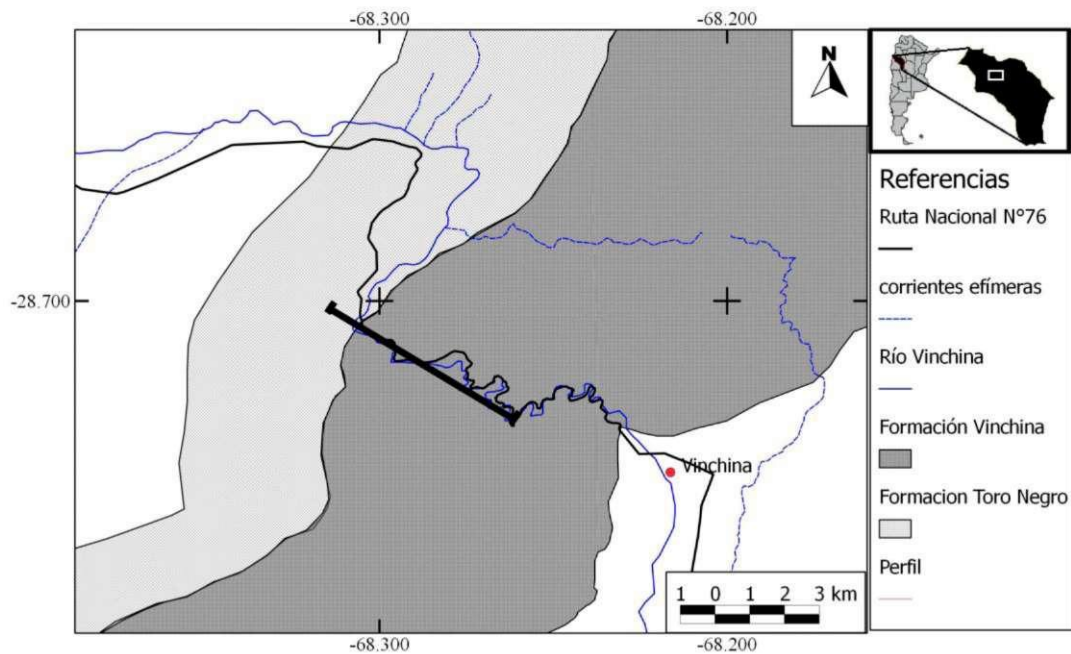 -68.300
-68.200
N
-28.700
Vinchina
1 0 1 2 3 km
-68.300
-68.200
Referencias
Ruta Nacional N°76
corrientes efímeras
Río Vinchina
Formación Vinchina
Formacion Toro Negro
Perfil